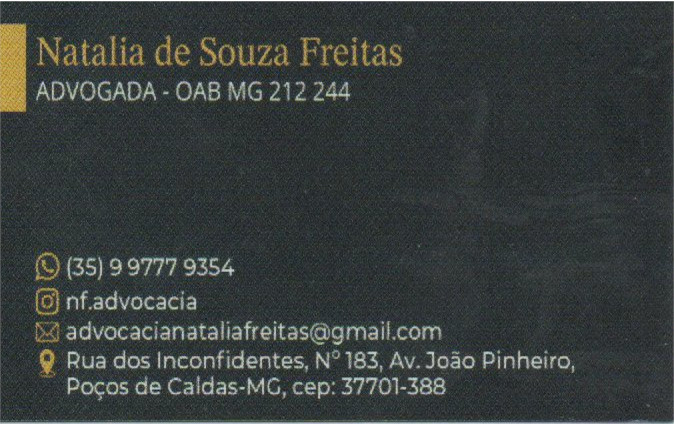 Natalia de Souza Freitas
ADVOGADA - OAB MG 212 244
(35) 9 9777 9354
nf.advocacia
advocacianataliafreitas@gmail.com
Rua dos Inconfidentes, Nº 183, Av. João Pinheiro,
Poços de Caldas-MG, cep: 37701-388